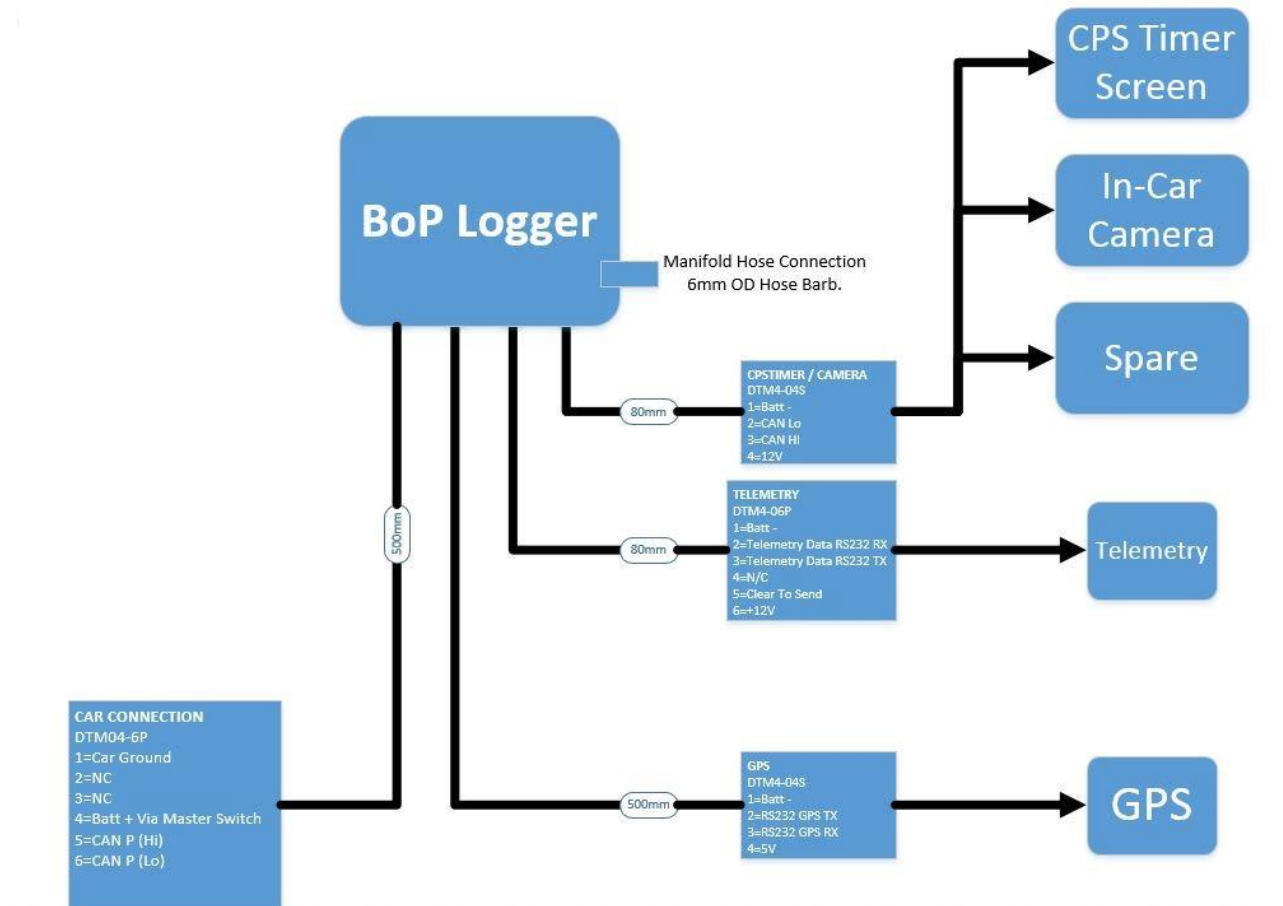 CPS Timer
Screen
In-Car
Camera
BoP Logger
Manifold Hose Connection
6mm OD Hose Barb.
Spare
80mm
CPSTIMER / CAMERA
DTM4-04S
1=Batt -
2=CAN Lo
3=CAN HI
4=12V
500mm
80mm
TELEMETRY
DTM4-06P
1=Batt -
2=Telemetry Data RS232 RX
3=Telemetry Data RS232 TX
4=N/C
5=Clear To Send
6=+12V
Telemetry
CAR CONNECTION
DTM04-6P
1=Car Ground
2=NC
3=NC
4=Batt + Via Master Switch
5=CAN P (Hi)
6=CAN P (Lo)
500mm
GPS
DTM4-04S
1=Batt -
2=RS232 GPS TX
3=RS232 GPS RX
4=5V
GPS